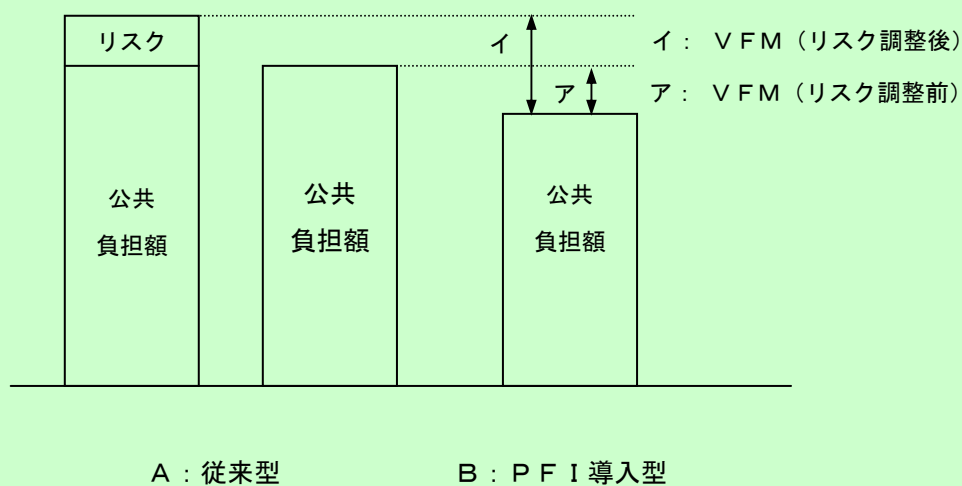 リスク
イ
イ： ＶＦＭ（リスク調整後）
ア
ア： ＶＦＭ（リスク調整前）
公共
負担額
公共
負担額
公共
負担額
Ａ：従来型
Ｂ：ＰＦＩ導入型